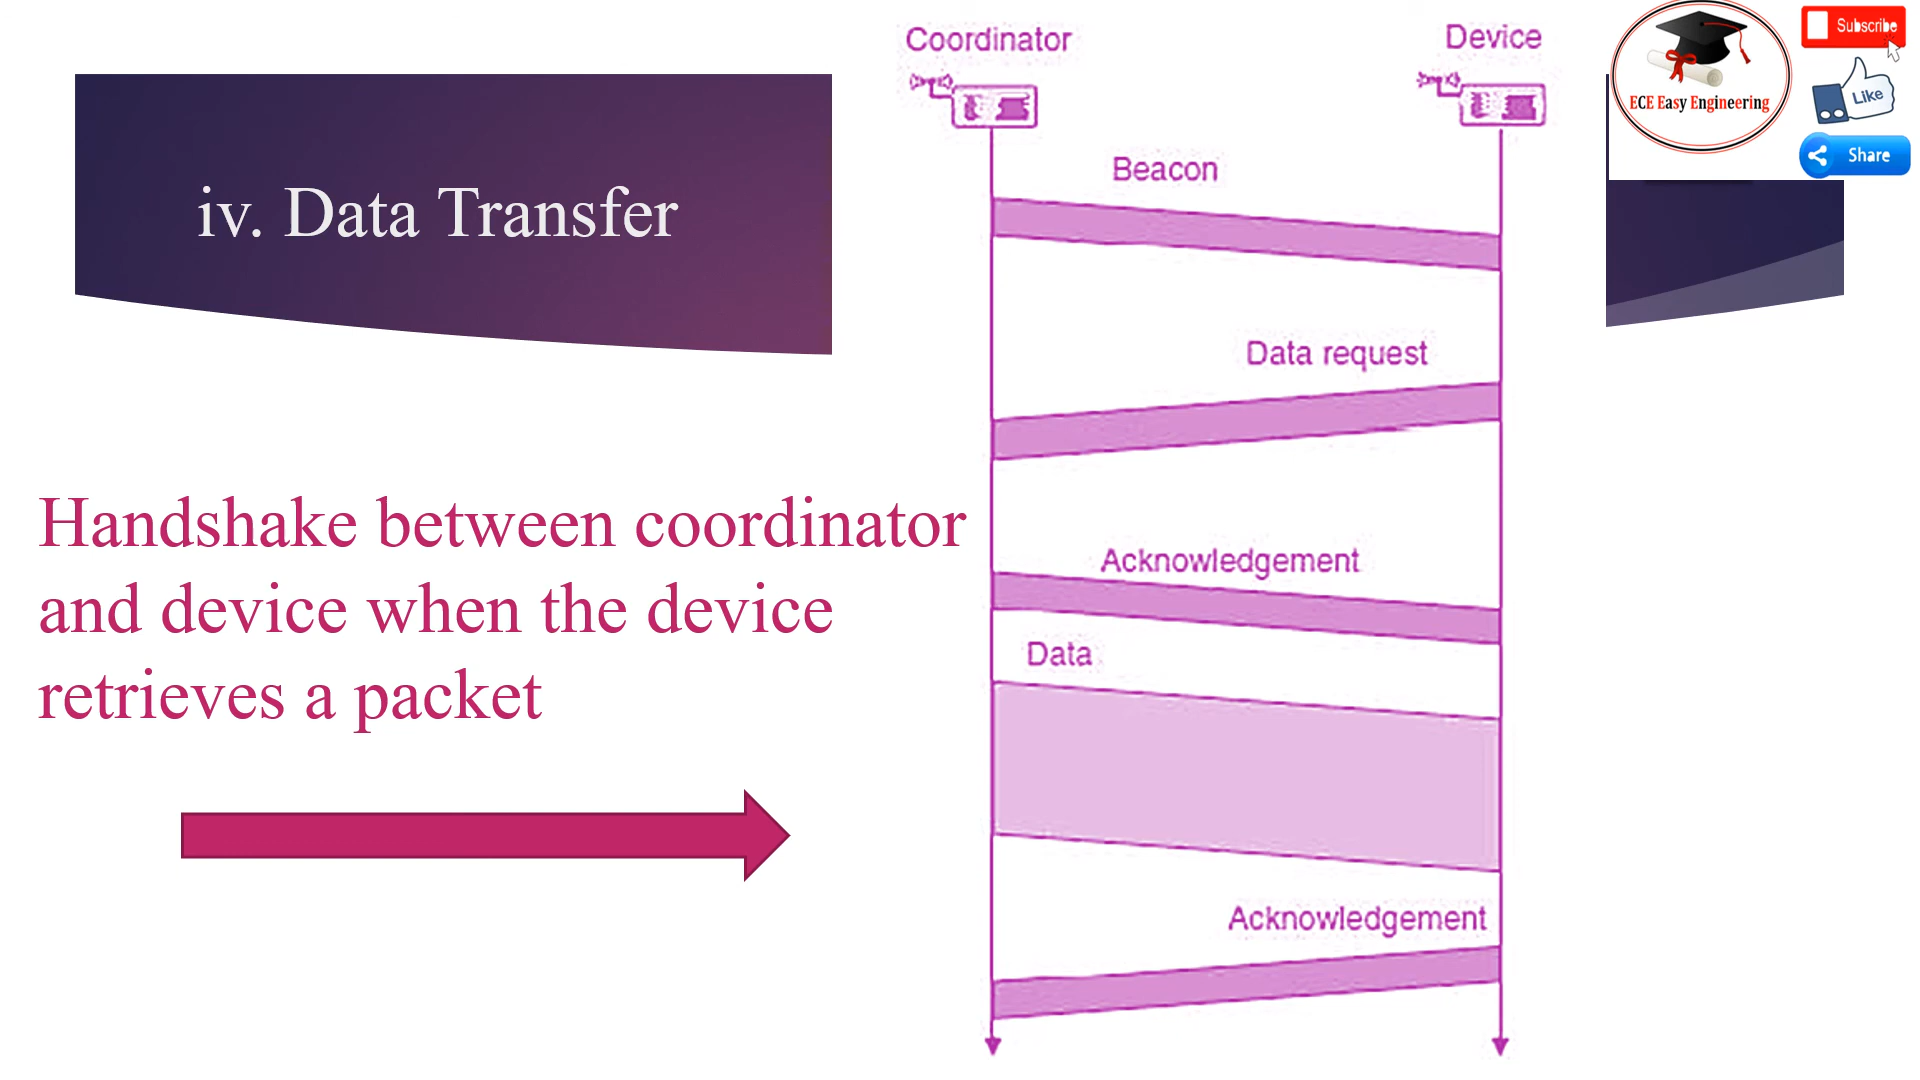 Coordinator
Device
Subscribe
Like
ECE Easy Engineering
Share
Beacon
iv. Data Transfer
Data request
Handshake between coordinator
and device when the device
retrieves a packet
Acknowledgement
Data
Acknowledgement